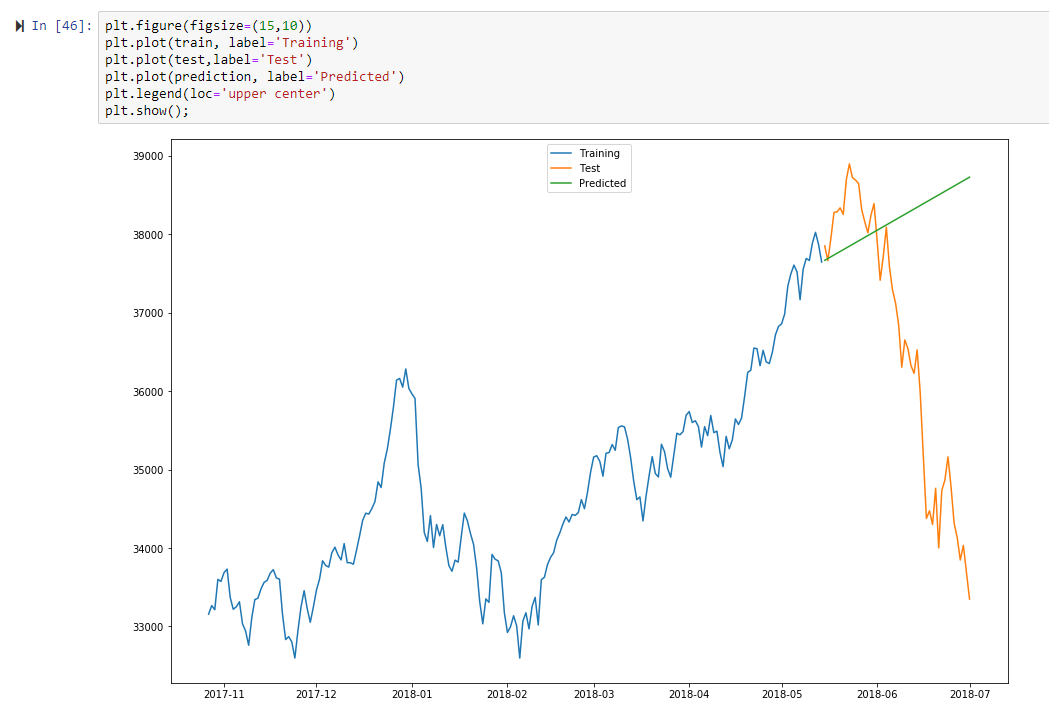 In [46]:
plt.figure(figsize=(15,10))
plt.plot(train, label='Training')
plt.plot(test,label='Test')
plt.plot(prediction, label='Predicted')
plt.legend(loc='upper center')
plt.show();
Training
Test
Predicted
39000
38000
37000
36000
35000
34000
33000
2017-11 2017-12 2018-01 2018-02 2018-03 2018-04 2018-05 2018-06 2018-07